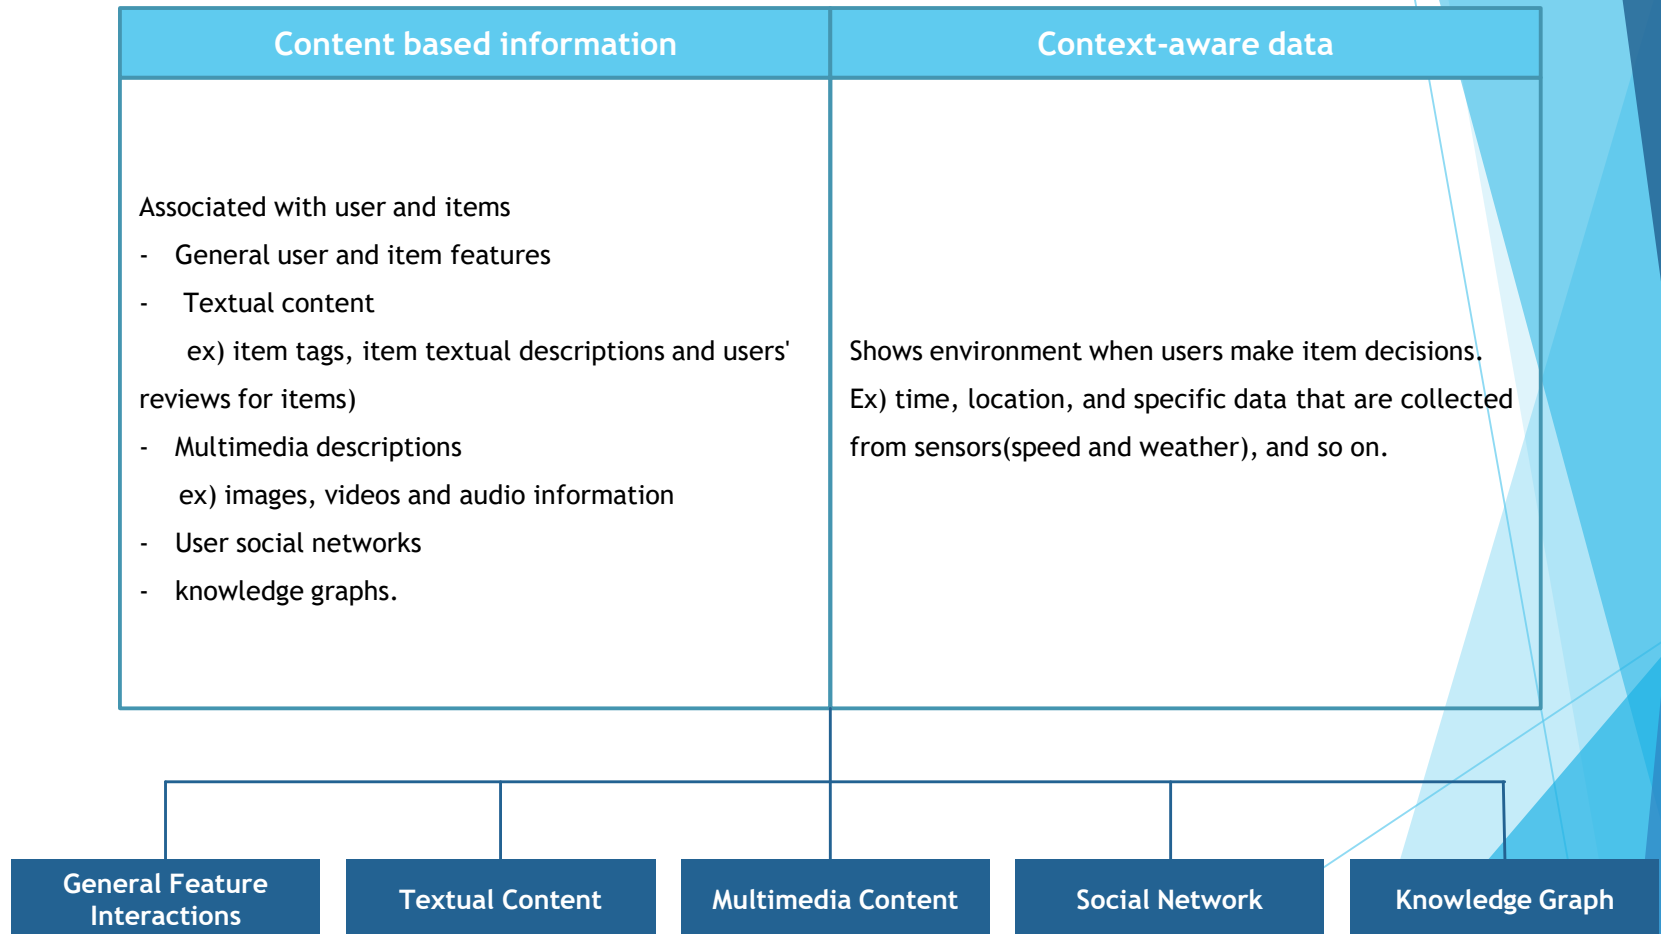 Content based information
Context-aware data
Associated with user and items
- General user and item features
- Textual content
ex) item tags, item textual descriptions and users'
reviews for items)
- Multimedia descriptions
ex) images, videos and audio information
- User social networks
- knowledge graphs.
Shows environment when users make item decisions.
Ex) time, location, and specific data that are collected
from sensors(speed and weather), and so on.
General Feature
Interactions
Textual Content
Multimedia Content
Social Network
Knowledge Graph